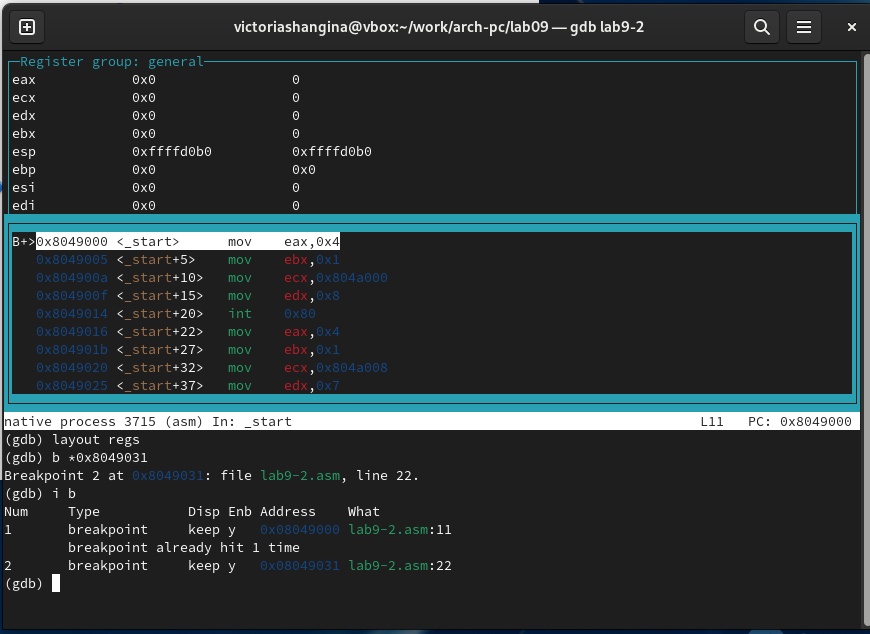 victoriashangina@vbox:~/work/arch-pc/lab09 — gdb lab9-2
Register group: general
eax 0x0 0
ecx 0x0 0
edx 0x0 0
ebx 0x0 0
esp 0xffffd0b0 0xffffd0b0
ebp 0x0 0x0
esi 0x0 0
edi 0x0 0
B+>0x8049000 <_start> mov eax,0x4
0x8049005 <_start+5> mov ebx,0x1
0x804900a <_start+10> mov ecx,0x804a000
0x804900f <_start+15> mov edx,0x8
0x8049014 <_start+20> int 0x80
0x8049016 <_start+22> mov eax,0x4
0x804901b <_start+27> mov ebx,0x1
0x8049020 <_start+32> mov ecx,0x804a008
0x8049025 <_start+37> mov edx,0x7
native process 3715 (asm) In: _start L11 PC: 0x8049000
(gdb) layout regs
(gdb) b *0x8049031
Breakpoint 2 at 0x8049031: file lab9-2.asm, line 22.
(gdb) i b
Num Type Disp Enb Address What
1 breakpoint keep y 0x08049000 lab9-2.asm:11
breakpoint already hit 1 time
2 breakpoint keep y 0x08049031 lab9-2.asm:22
(gdb)